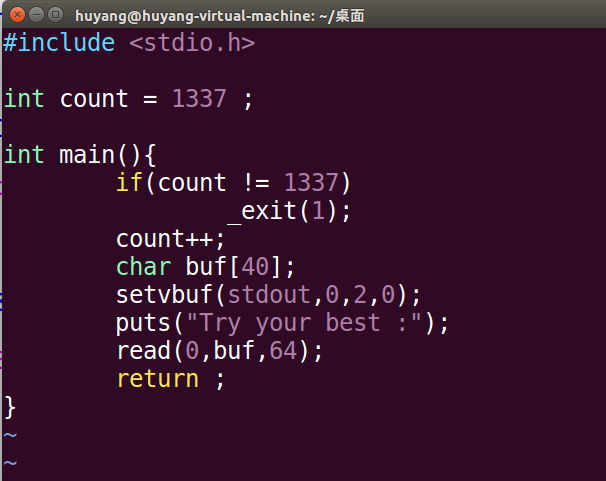 huyang@huyang-virtual-machine: ~/桌面
#include <stdio.h>
int count = 1337 ;
int main(){
if(count != 1337)
_exit(1);
count++;
char buf[40];
setvbuf(stdout,0,2,0);
puts("Try your best :");
read(0,buf,64);
return ;
}
~
~